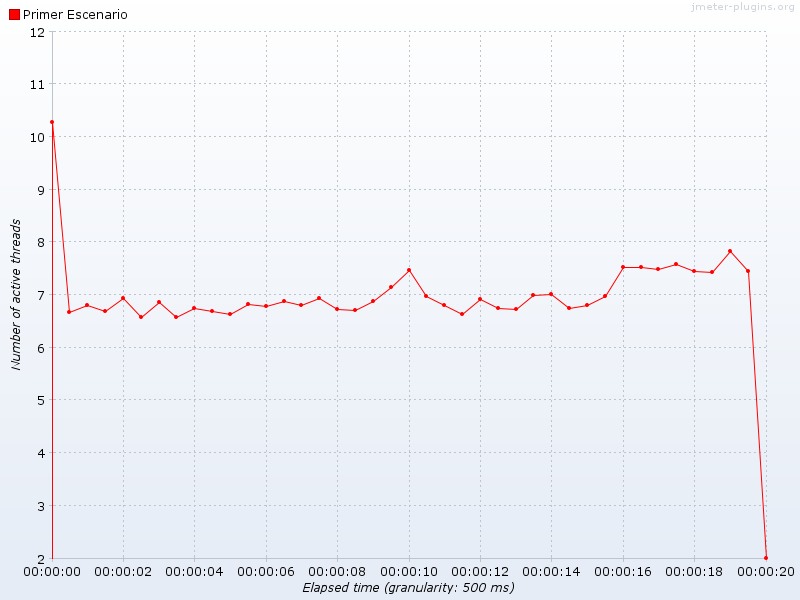 jmeter-plugins.org
Primer Escenario
12
11
10
9
8
7
6
5
4
3
2
Number of active threads
00:00:00 00:00:02 00:00:04 00:00:06 00:00:08 00:00:10 00:00:12 00:00:14 00:00:16 00:00:18 00:00:20
Elapsed time (granularity: 500 ms)